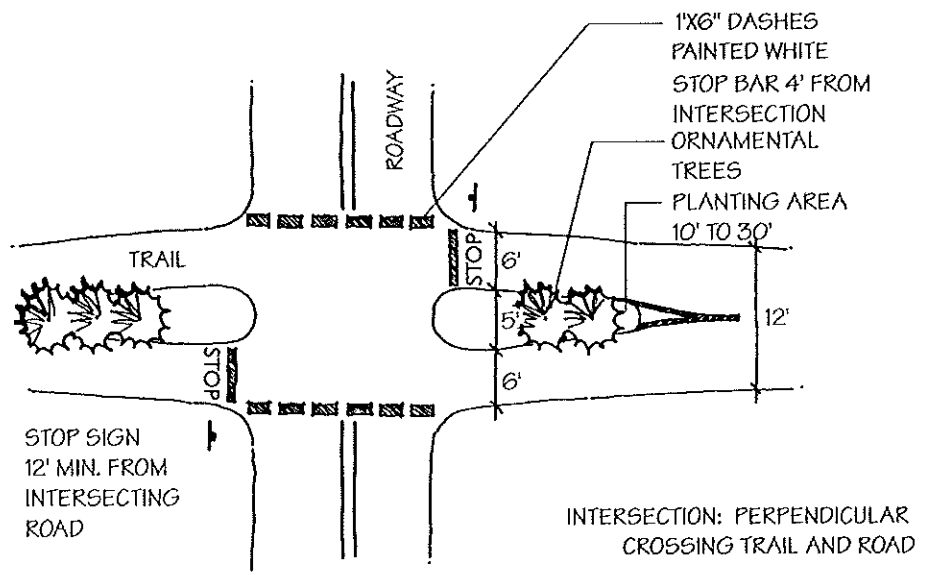 1'X6" DASHES
PAINTED WHITE
STOP BAR 4' FROM
INTERSECTION
ORNAMENTAL
TREES
PLANTING AREA
10' TO 30'
ROADWAY
TRAIL
STOP
6'
5'
6'
12'
STOP
STOP SIGN
12' MIN. FROM
INTERSECTING
ROAD
INTERSECTION: PERPENDICULAR
CROSSING TRAIL AND ROAD